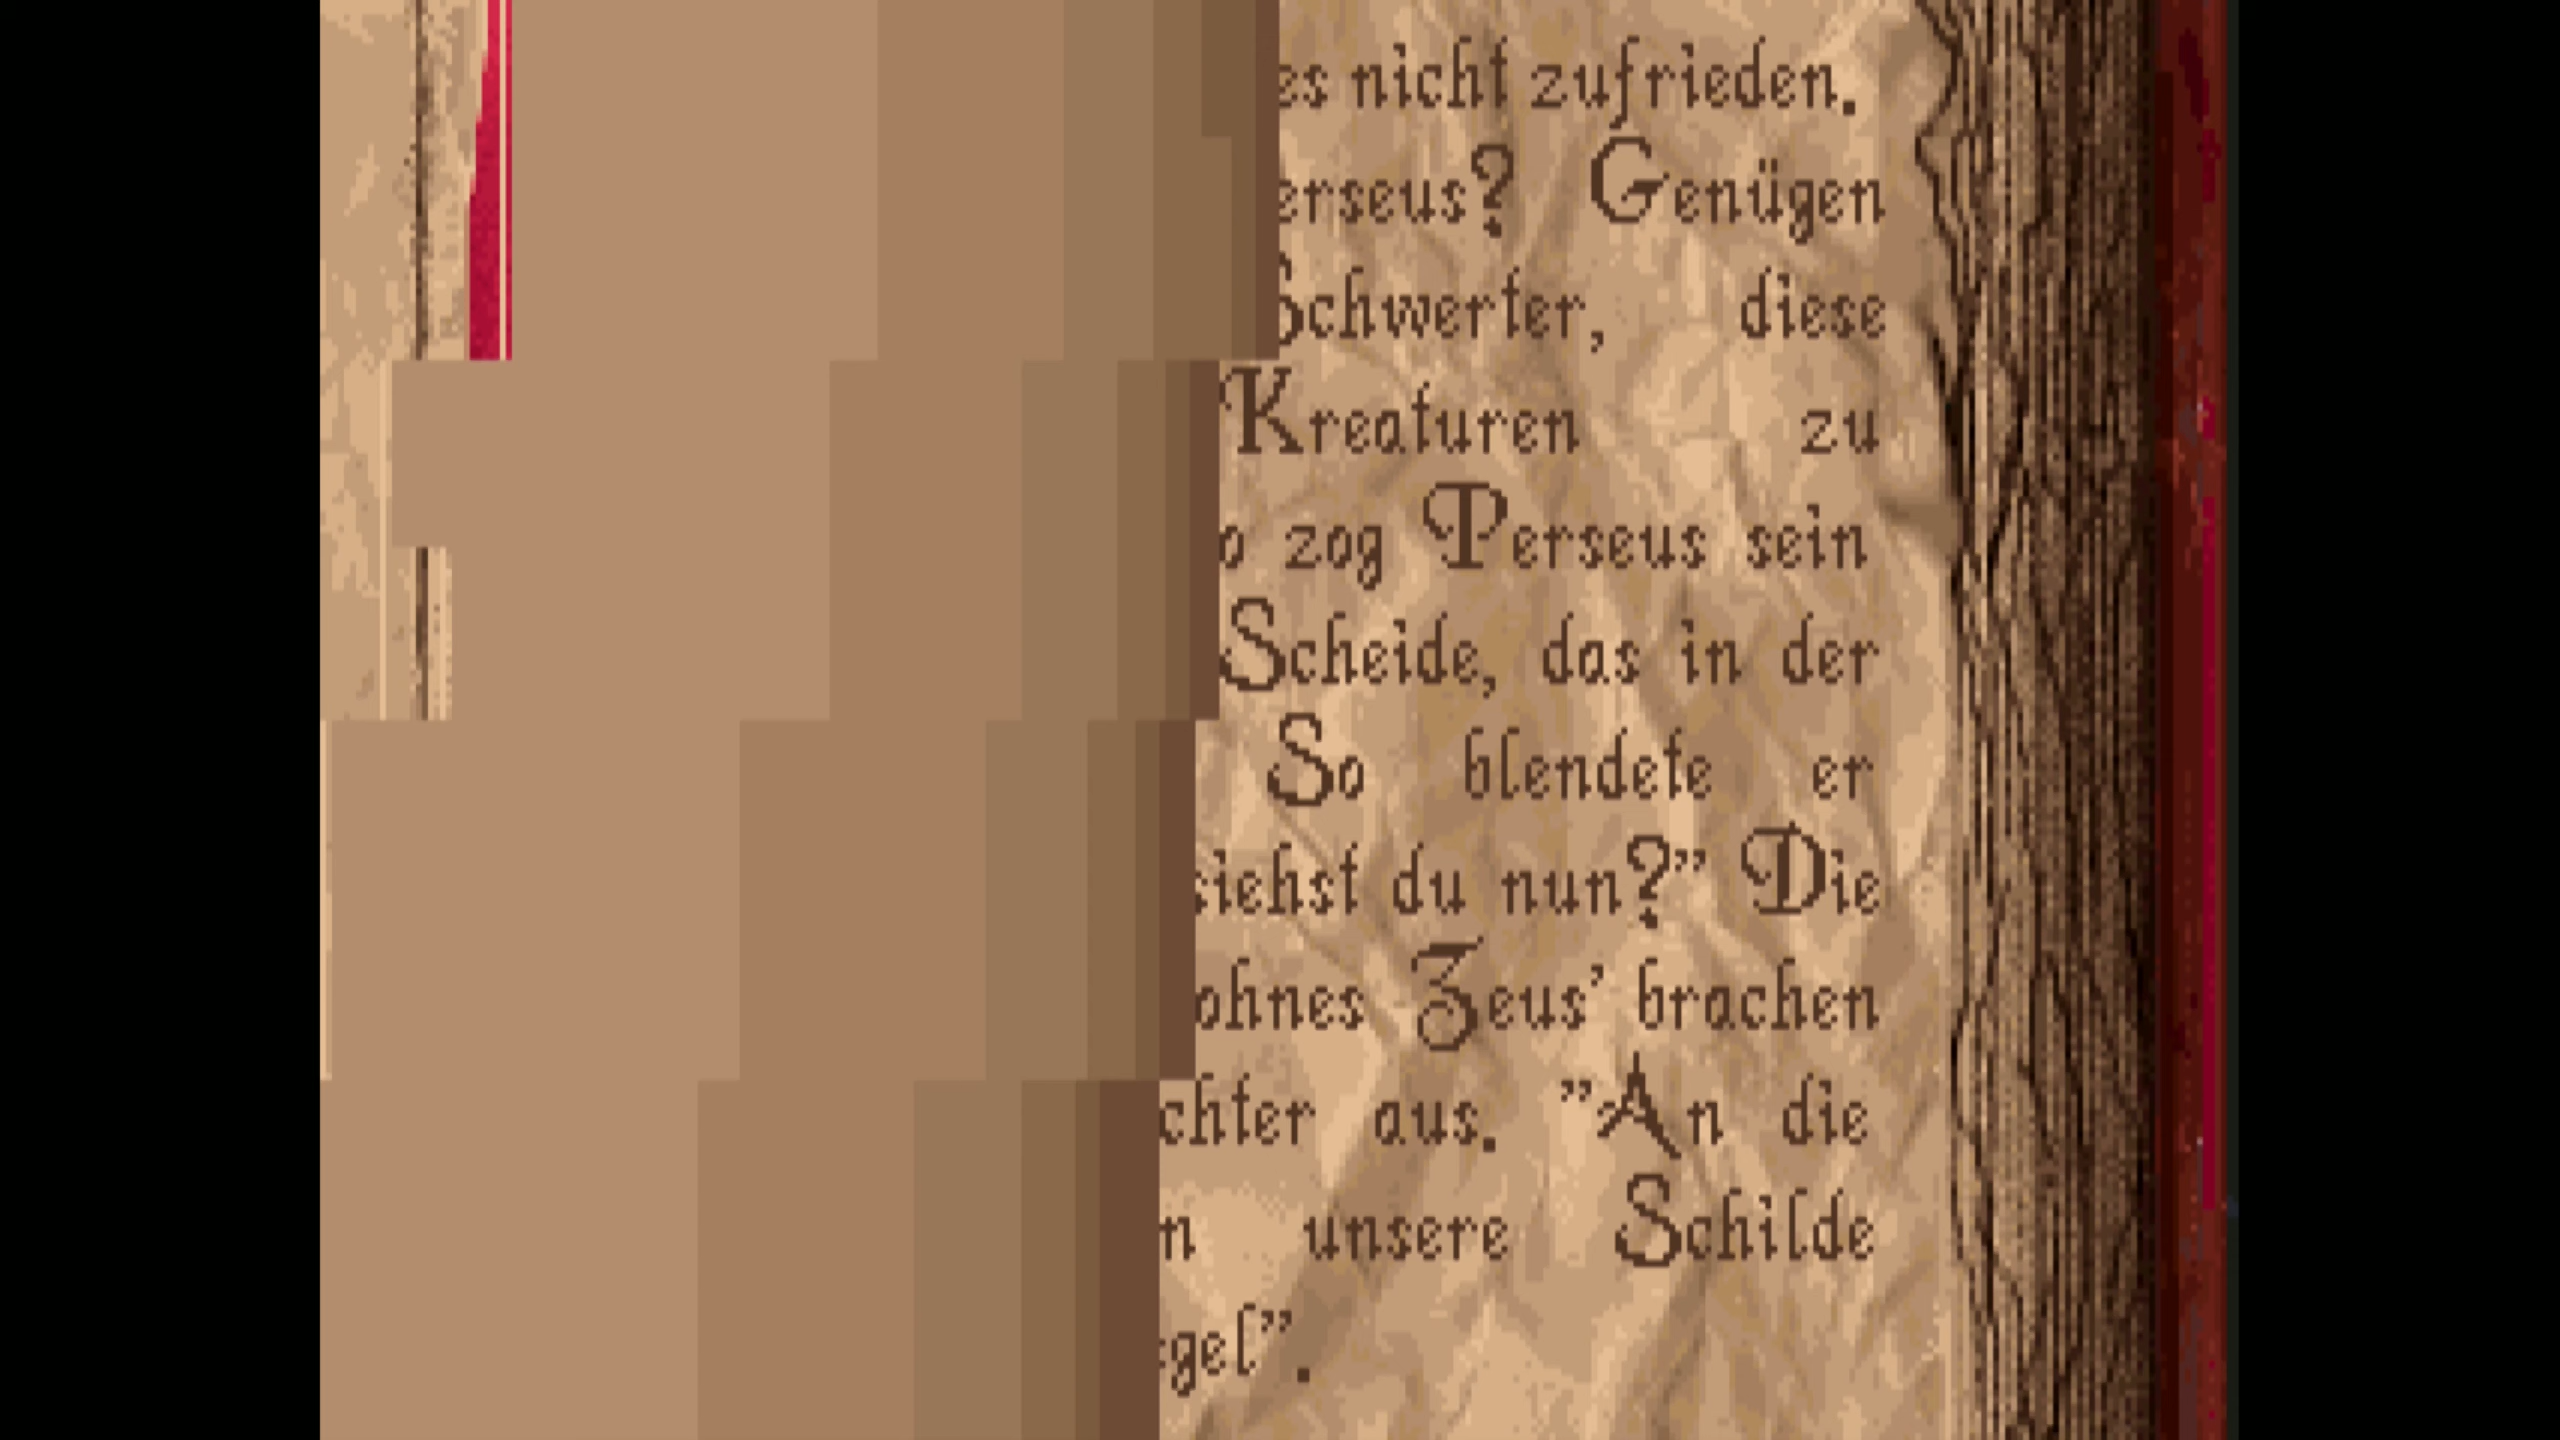 es nicht zufrieden.
erseus? Genügen
Schwerter, diese
Kreaturen zu
o zog Perseus sein
Scheide, das in der
So blendete er
siehst du nun?” Die
ohnes Zeus’ brachen
chter aus. ”An die
n unsere Schilde
gel”.